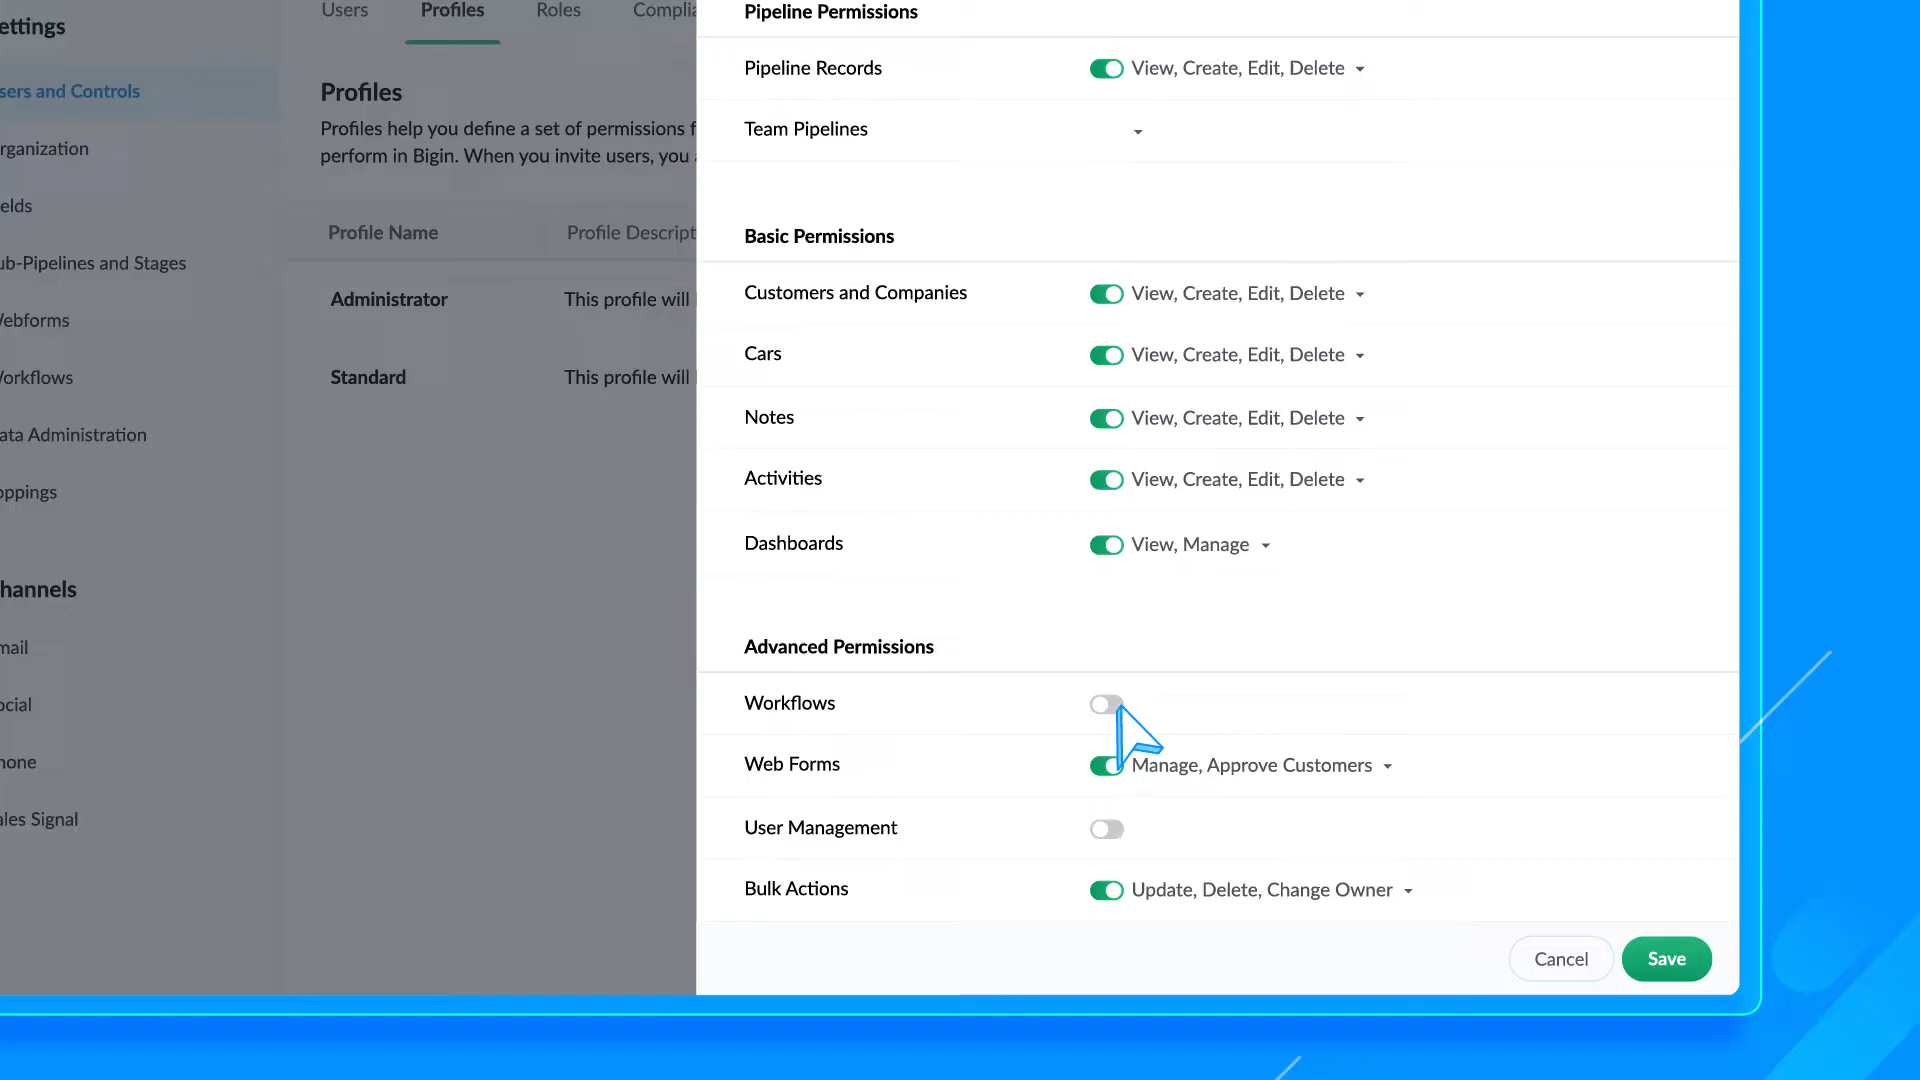 ettings
sers and Controls
rganization
elds
ub-Pipelines and Stages
ebforms
orkflows
ata Administration
oppings
hannels
mail
ocial
hone
ales Signal
Users Profiles Roles Complia
Profiles
Profiles help you define a set of permissions f
perform in Bigin. When you invite users, you a
Profile Name Profile Descript
Administrator This profile will
Standard This profile will
Pipeline Permissions
Pipeline Records View, Create, Edit, Delete
Team Pipelines
Basic Permissions
Customers and Companies View, Create, Edit, Delete
Cars View, Create, Edit, Delete
Notes View, Create, Edit, Delete
Activities View, Create, Edit, Delete
Dashboards View, Manage
Advanced Permissions
Workflows
Web Forms Manage, Approve Customers
User Management
Bulk Actions Update, Delete, Change Owner
Cancel Save